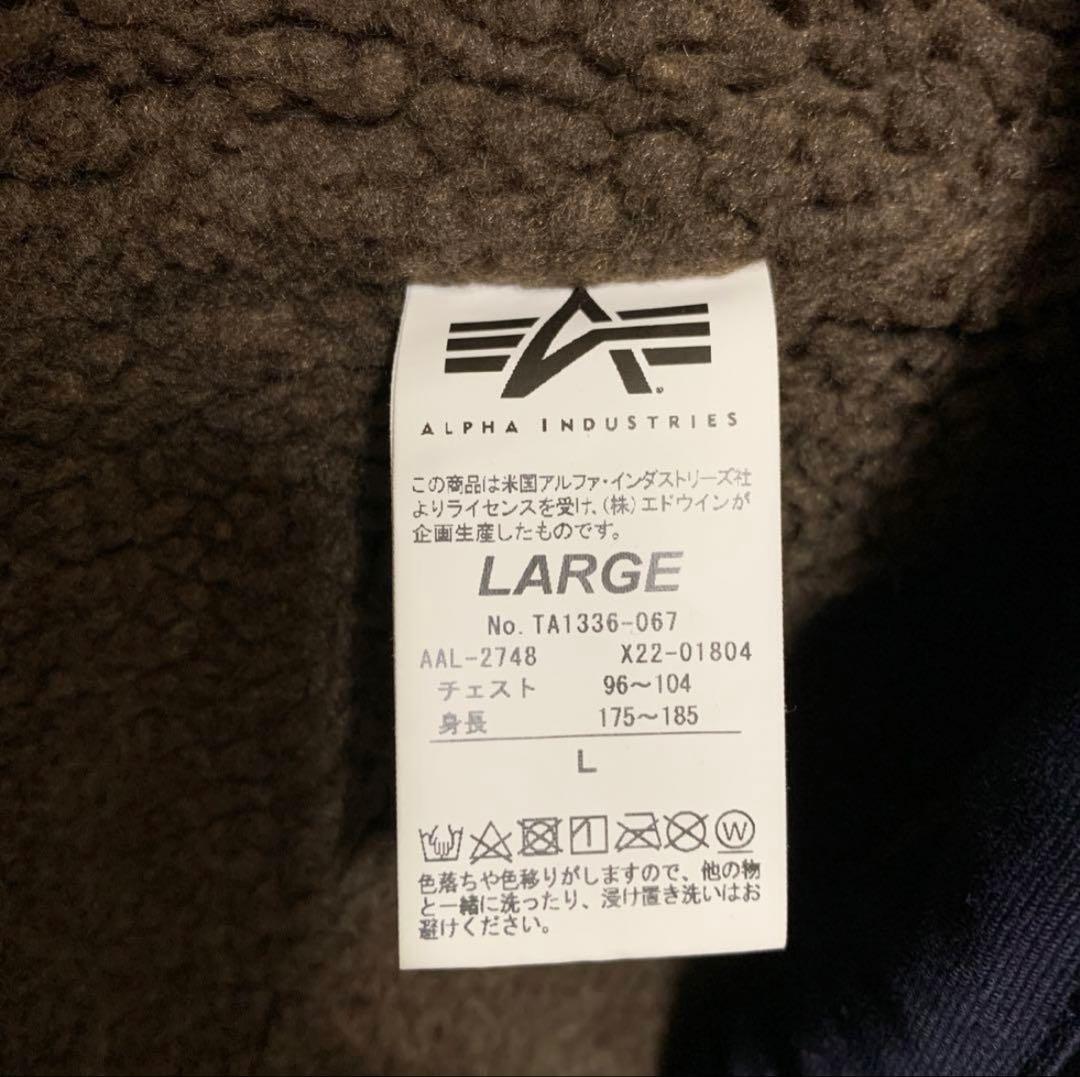 ALPHA INDUSTRIES
この商品は米国アルファ・インダストリーズ社
よりライセンスを受け、(株)エドウインが
企画生産したものです。
LARGE
No. TA1336-067
AAL-2748 X22-01804
チェスト 96～104
身長 175～185
L
W
色落ちや色移りがしますので、他の物
と一緒に洗ったり、浸け置き洗いはお
避けください。